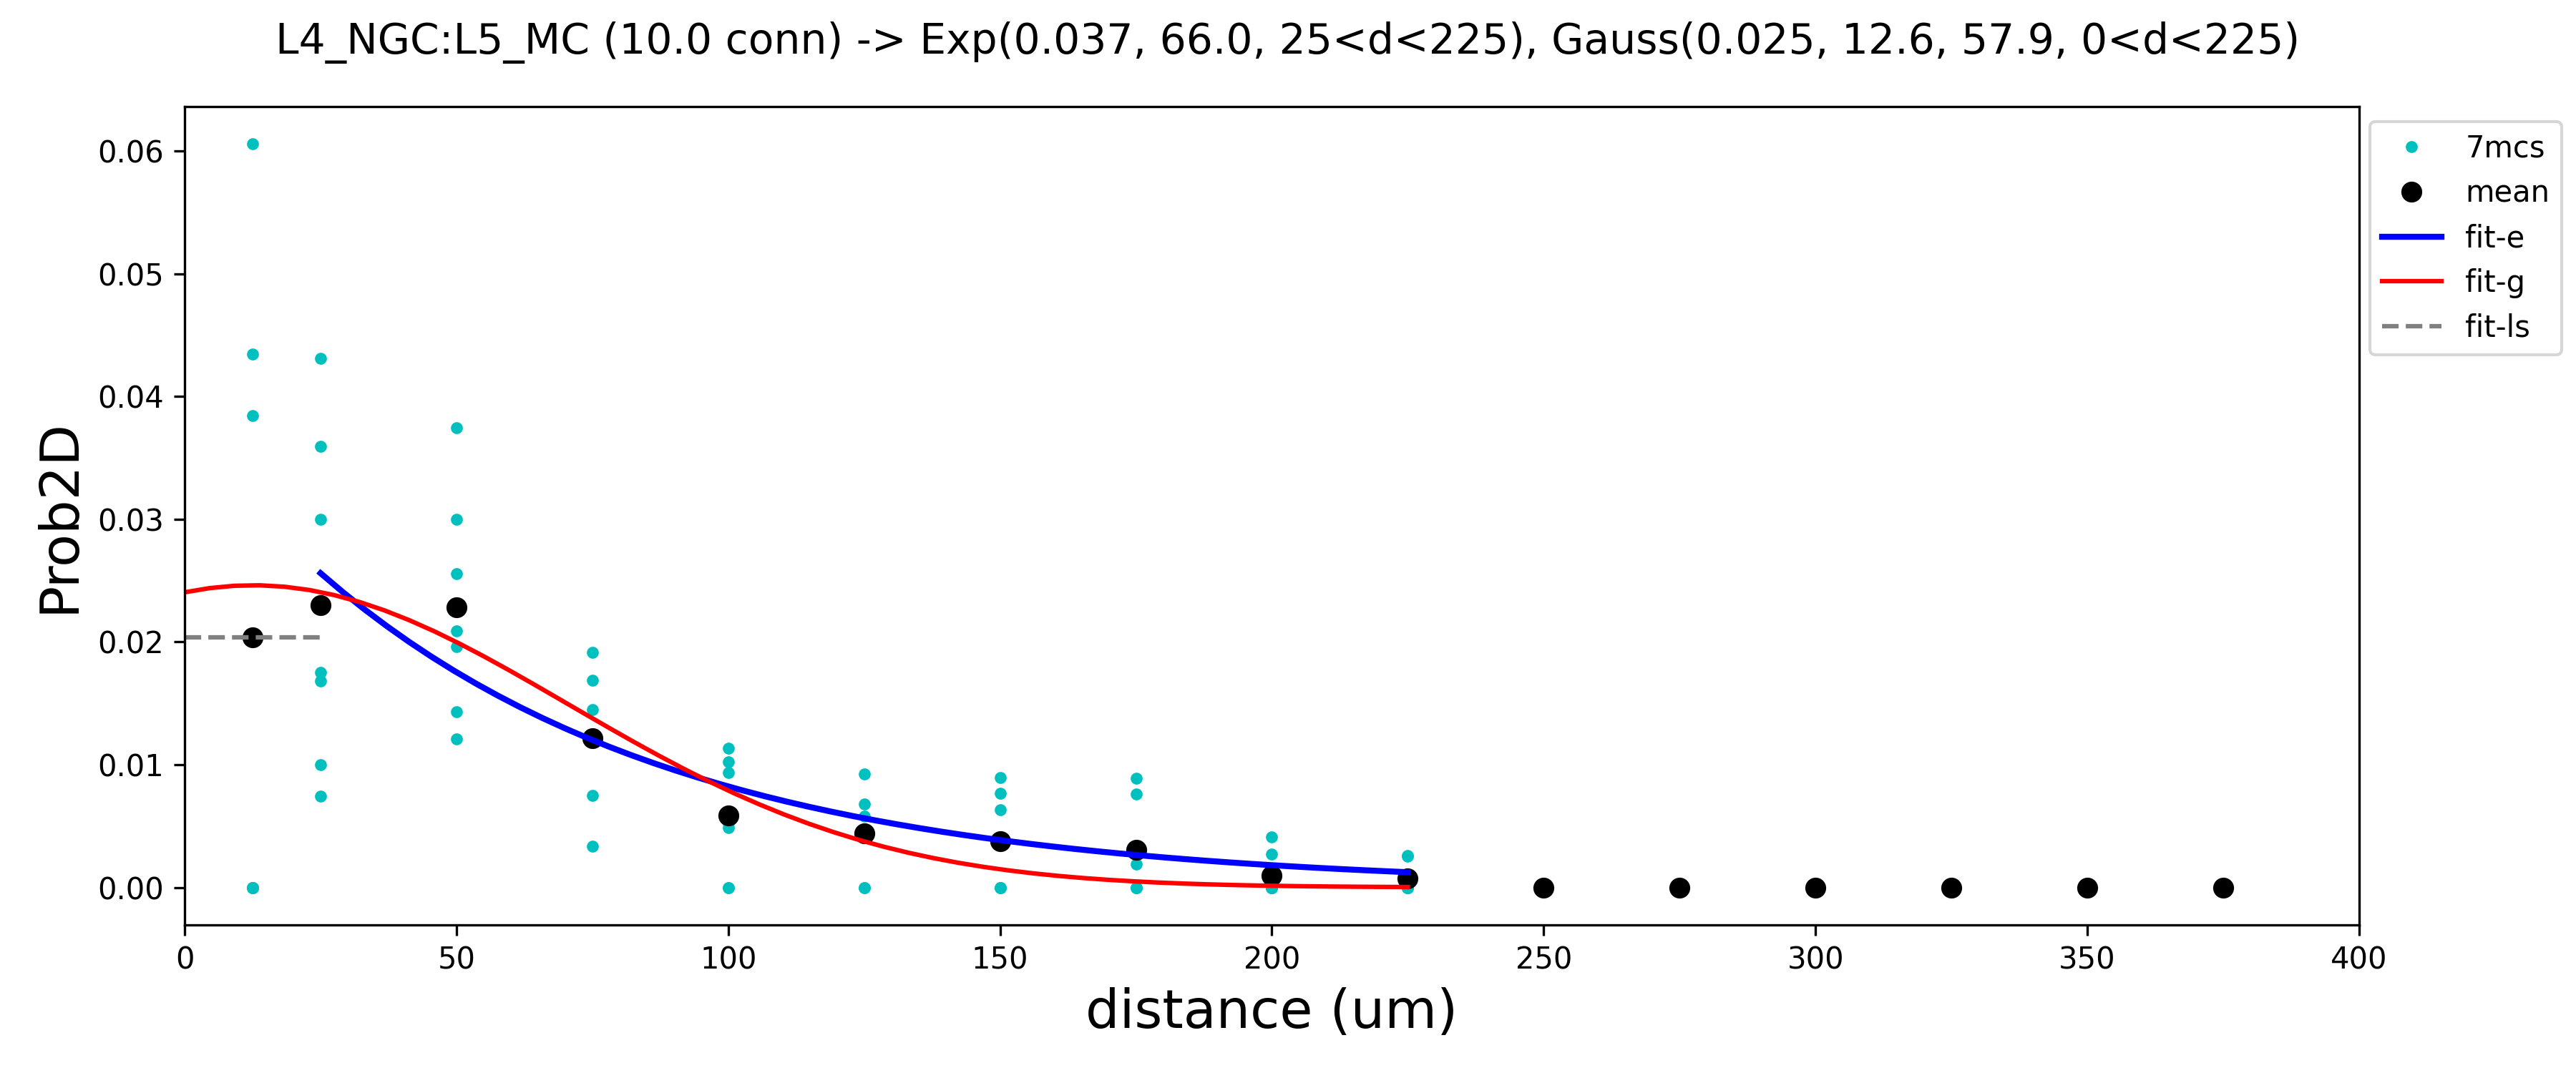 L4_NGC:L5_MC (10.0 conn) -> Exp(0.037, 66.0, 25<d<225), Gauss(0.025, 12.6, 57.9, 0<d<225)
0.06
0.05
0.04
0.03
0.02
0.01
0.00
Prob2D
0 50 100 150 200 250 300 350 400
distance (um)
7mcs
mean
fit-e
fit-g
fit-ls